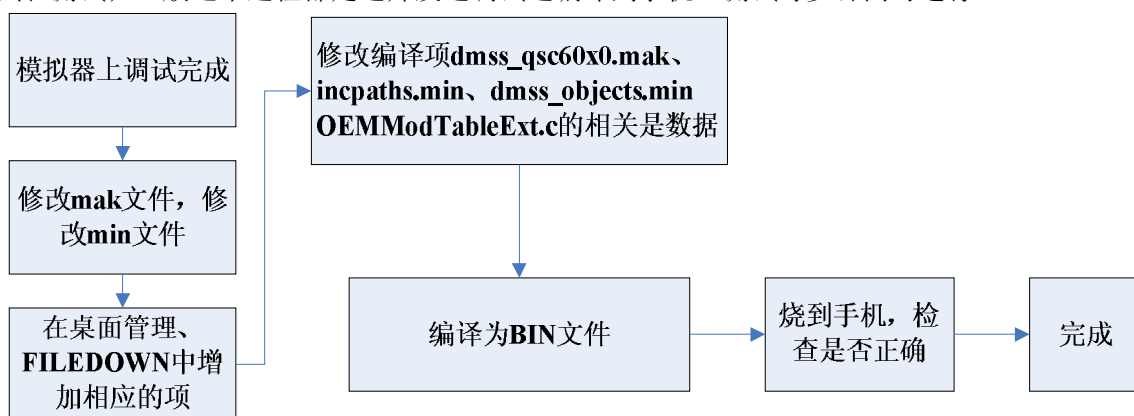 模拟器上调试完成
修改mak文件，修
改min文件
在桌面管理、
FILEDOWN中增
加相应的项
修改编译项dmss_qsc60x0.mak、
incpaths.min、dmss_objects.min
OEMModTableExt.c的相关是数据
编译为BIN文件
烧到手机，检
查是否正确
完成